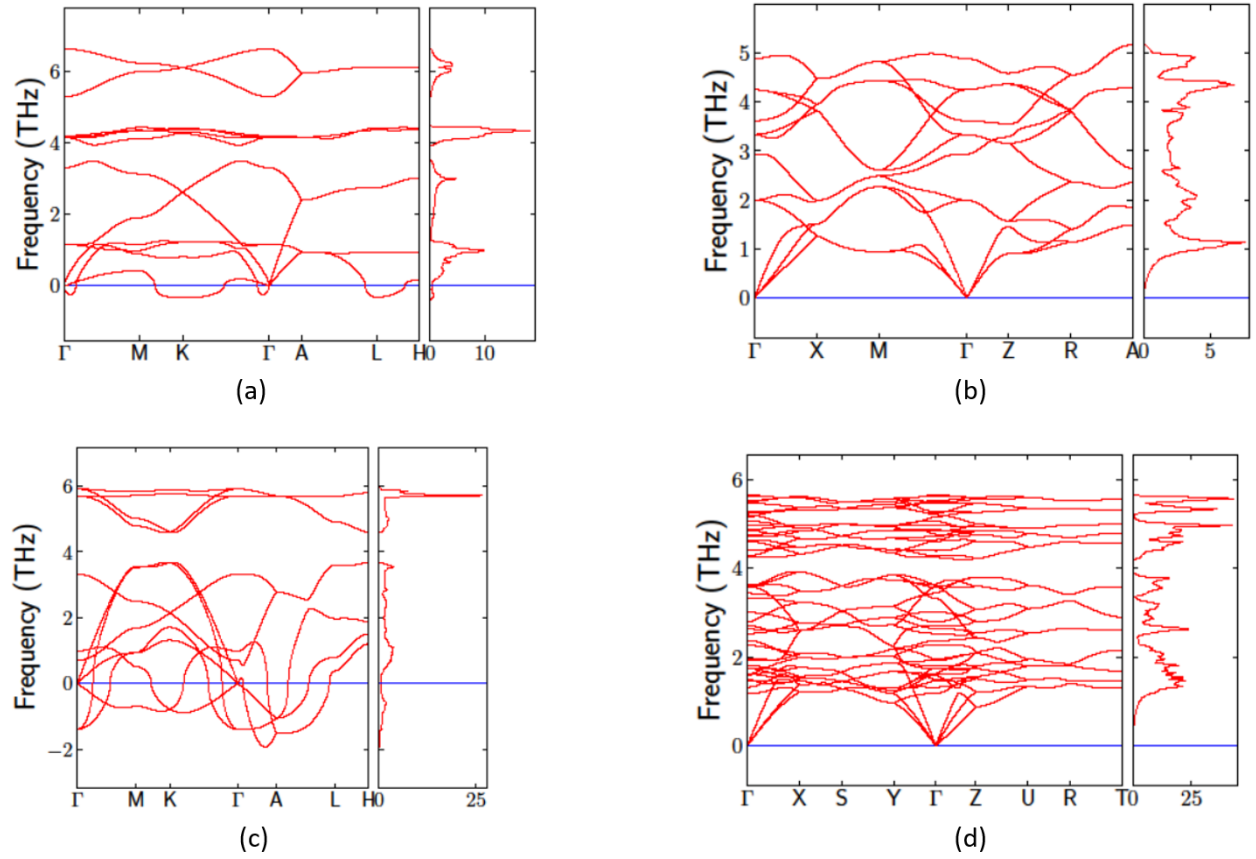 Frequency (THz)
6
4
2
0
Γ M K Γ A L H 0 10
(a)
Frequency (THz)
5
4
3
2
1
0
Γ X M Γ Z R A 0 5
(b)
Frequency (THz)
6
4
2
0
−2
Γ M K Γ A L H 0 25
(c)
Frequency (THz)
6
4
2
0
Γ X S Y Γ Z U R T 0 25
(d)